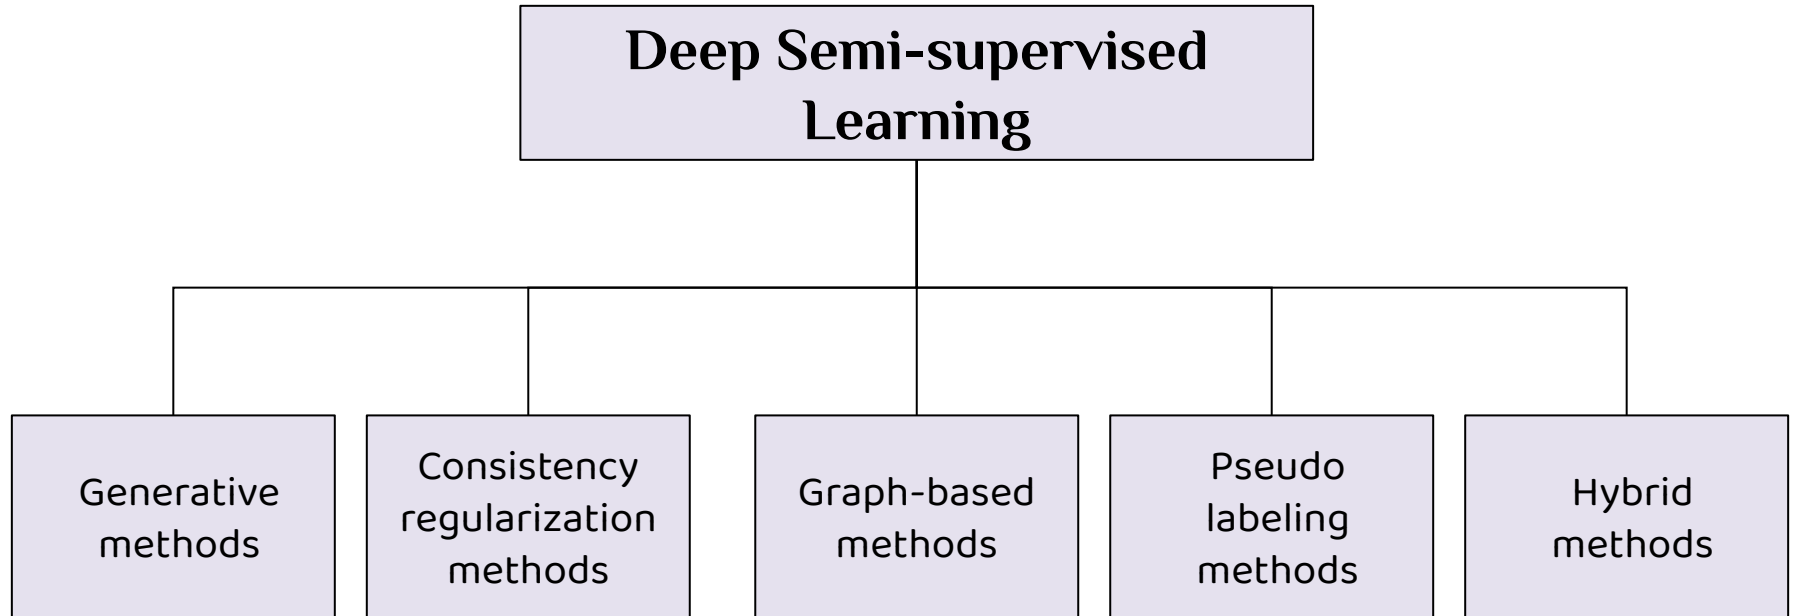 Deep Semi-supervised
Learning
Generative
methods
Consistency
regularization
methods
Graph-based
methods
Pseudo
labeling
methods
Hybrid
methods